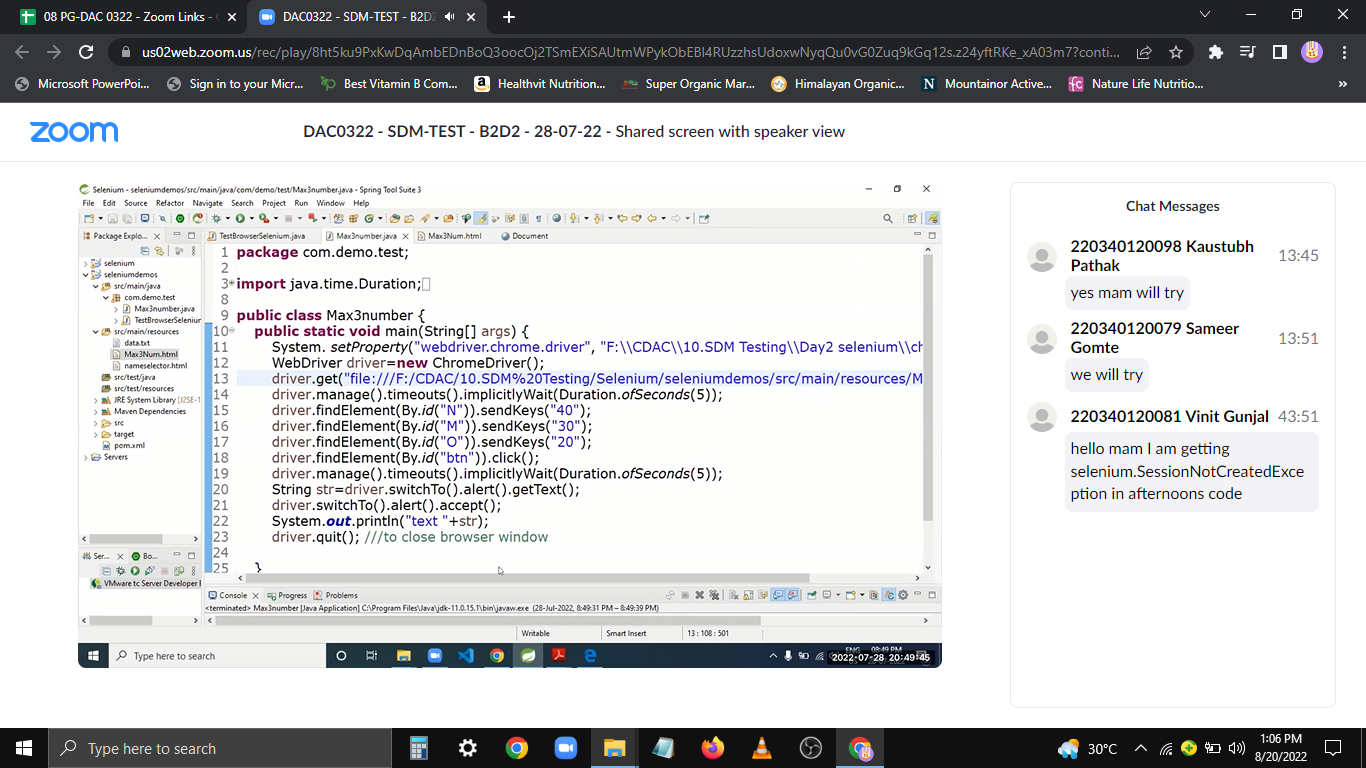 08 PG-DAC 0322 - Zoom Links -
DAC0322 - SDM-TEST - B2D2
us02web.zoom.us/rec/play/8ht5ku9PxKwDqAmbEDnBoQ3oocOj2TSmEXiSAUtmWPykObEBl4RUzzhsUdoxwNyqQu0vG0Zuq9kGq12s.z24yftRKe_xA03m7?conti...
Microsoft PowerPoi...
Sign in to your Micr...
Best Vitamin B Com...
Healthvit Nutrition...
Super Organic Mar...
Himalayan Organic...
Mountainor Active...
Nature Life Nutritio...
zoom
DAC0322 - SDM-TEST - B2D2 - 28-07-22 - Shared screen with speaker view
Selenium - seleniumdemos/src/main/java/com/demo/test/Max3number.java - Spring Tool Suite 3
File Edit Source Refactor Navigate Search Project Run Window Help
Package Explo...
selenium
seleniumdemos
src/main/java
com.demo.test
Max3number.java
TestBrowserSeleniun
src/main/resources
data.txt
Max3Num.html
nameselector.html
src/test/java
src/test/resources
JRE System Library [J2SE-1
Maven Dependencies
src
target
pom.xml
Servers
Ser... Bo...
VMware tc Server Developer E
TestBrowserSelenium.java Max3number.java Max3Num.html Document
1 package com.demo.test;
2
3 import java.time.Duration;
8
9 public class Max3number {
10 public static void main(String[] args) {
11 System. setProperty("webdriver.chrome.driver", "F:\\CDAC\\10.SDM Testing\\Day2 selenium\\ch
12 WebDriver driver=new ChromeDriver();
13 driver.get("file:///F:/CDAC/10.SDM%20Testing/Selenium/seleniumdemos/src/main/resources/M
14 driver.manage().timeouts().implicitlyWait(Duration.ofSeconds(5));
15 driver.findElement(By.id("N")).sendKeys("40");
16 driver.findElement(By.id("M")).sendKeys("30");
17 driver.findElement(By.id("O")).sendKeys("20");
18 driver.findElement(By.id("btn")).click();
19 driver.manage().timeouts().implicitlyWait(Duration.ofSeconds(5));
20 String str=driver.switchTo().alert().getText();
21 driver.switchTo().alert().accept();
22 System.out.println("text "+str);
23 driver.quit(); ///to close browser window
24
25 }
Console Progress Problems
<terminated> Max3number [Java Application] C:\Program Files\Java\jdk-11.0.15.1\bin\javaw.exe (28-Jul-2022, 8:49:31 PM – 8:49:39 PM)
Writable Smart Insert 13 : 108 : 501
Type here to search
2022-07-28 20:49:45
Chat Messages
220340120098 Kaustubh Pathak 13:45
yes mam will try
220340120079 Sameer Gomte 13:51
we will try
220340120081 Vinit Gunjal 43:51
hello mam I am getting
selenium.SessionNotCreatedExce
ption in afternoons code
Type here to search
30°C
1:06 PM
8/20/2022